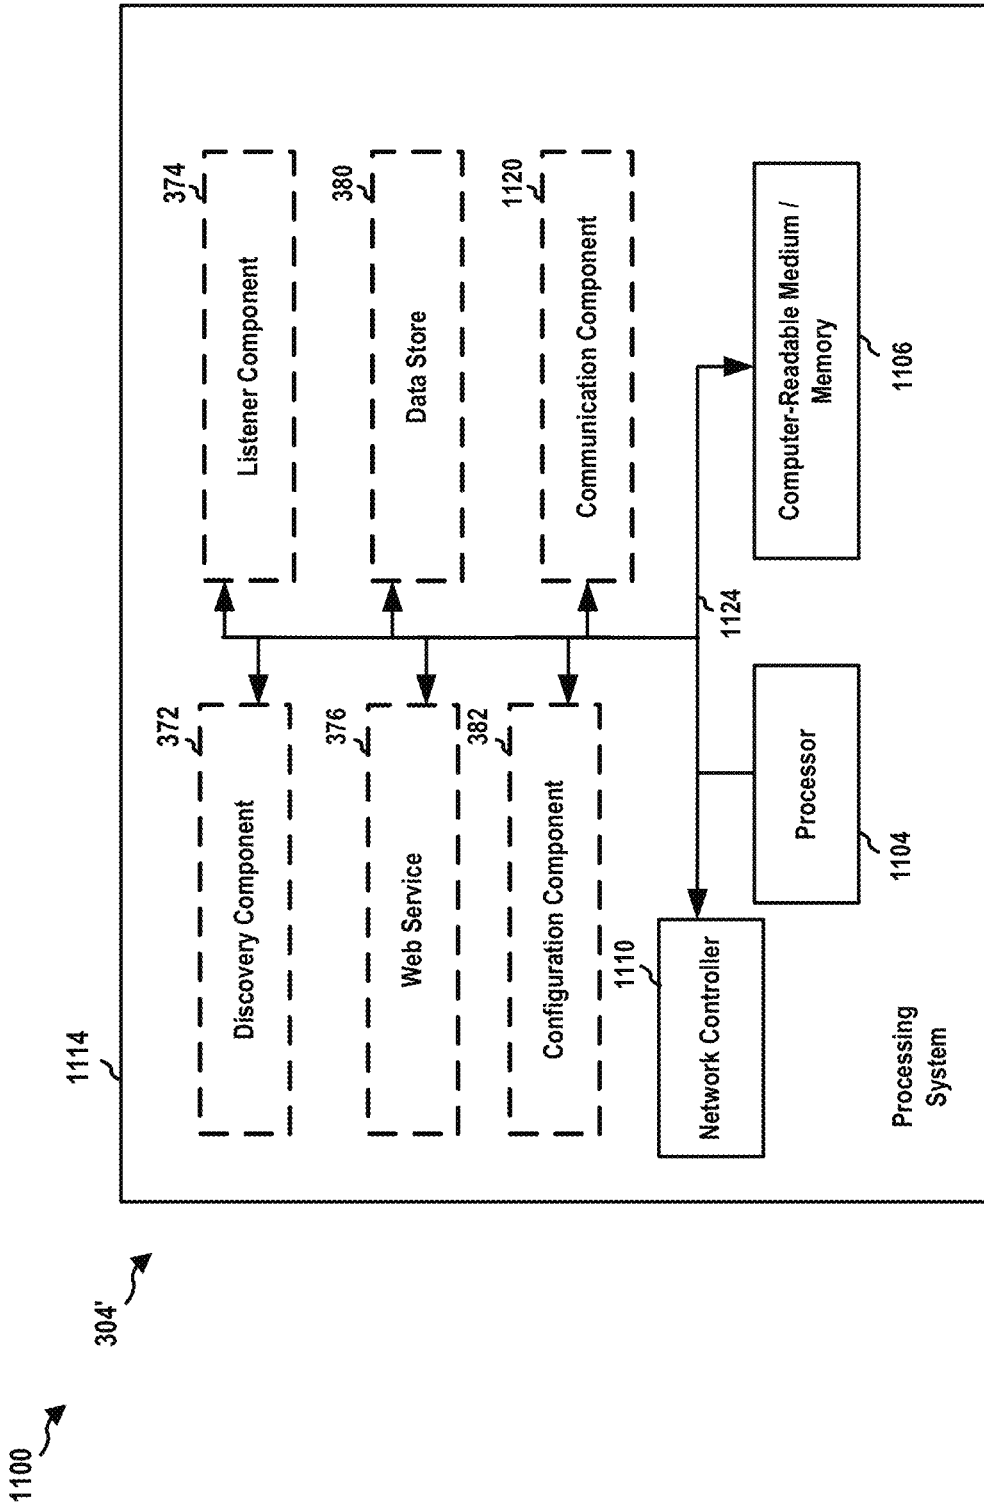 1100
304'
1114
372
Discovery Component
374
Listener Component
376
Web Service
380
Data Store
382
Configuration Component
1120
Communication Component
1110
Network Controller
1124
Processor
1104
Computer-Readable Medium /
Memory
1106
Processing
System